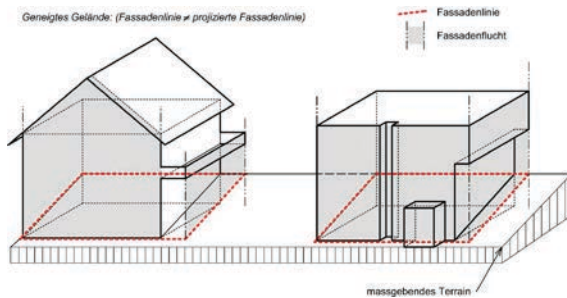 Geneigtes Gelände: (Fassadenlinie ≠ projizierte Fassadenlinie)
Fassadenlinie
Fassadenflucht
massgebendes Terrain